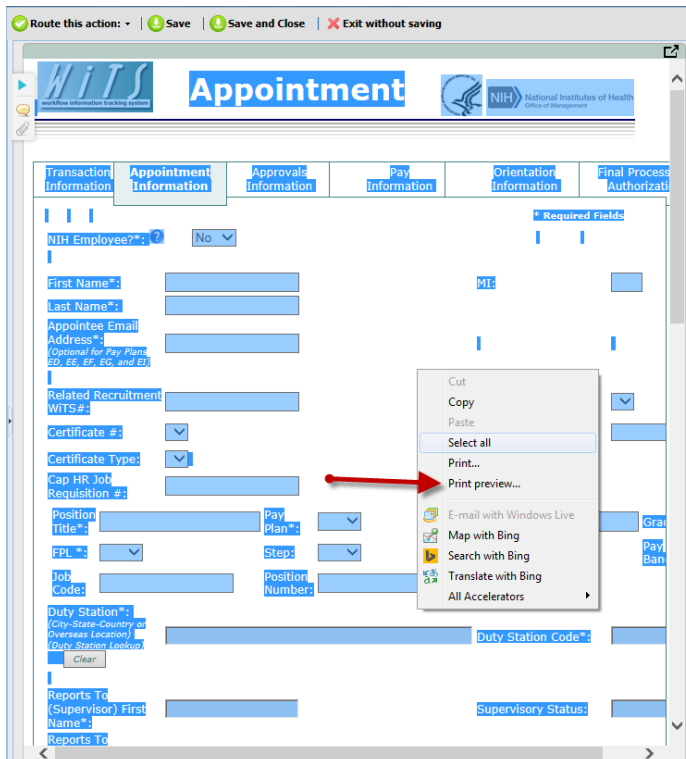 Route this action: Save Save and Close Exit without saving
WiTS
workflow information tracking system
Appointment
NIH National Institutes of Health
Office of Management
Transaction Information
Appointment Information
Approvals Information
Pay Information
Orientation Information
Final Process
Authorizati
* Required Fields
NIH Employee?*: ? No
First Name*: MI:
Last Name*:
Appointee Email
Address*:
(Optional for Pay Plans
ED, EE, EF, EG, and EI)
Related Recruitment
WiTS#:
Certificate #:
Certificate Type:
Cap HR Job
Requisition #:
Cut
Copy
Paste
Select all
Print...
Print preview...
E-mail with Windows Live
Map with Bing
Search with Bing
Translate with Bing
All Accelerators
Position
Title*:
Pay
Plan*:
Grad
FPL *:
Step:
Pay
Ban
Job
Code:
Position
Number:
Duty Station*:
(City-State-Country or
Overseas Location)
(Duty Station Lookup)
Duty Station Code*:
Clear
Reports To
(Supervisor) First
Name*:
Supervisory Status:
Reports To